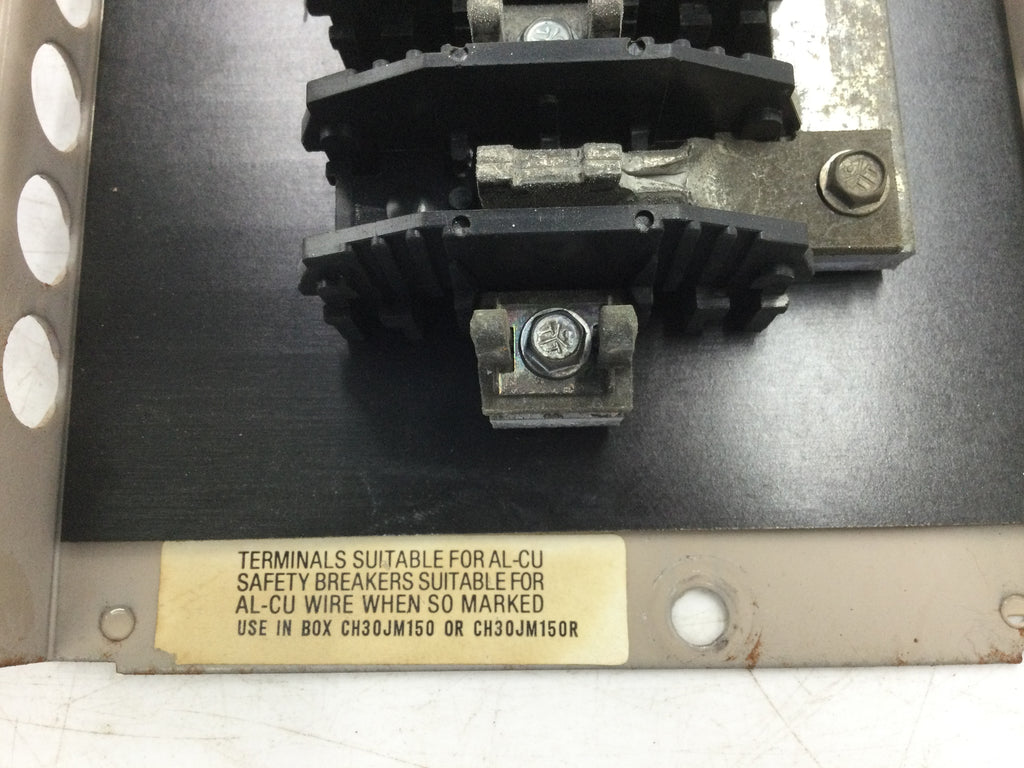 TERMINALS SUITABLE FOR AL-CU
SAFETY BREAKERS SUITABLE FOR
AL-CU WIRE WHEN SO MARKED
USE IN BOX CH30JM150 OR CH30JM150R